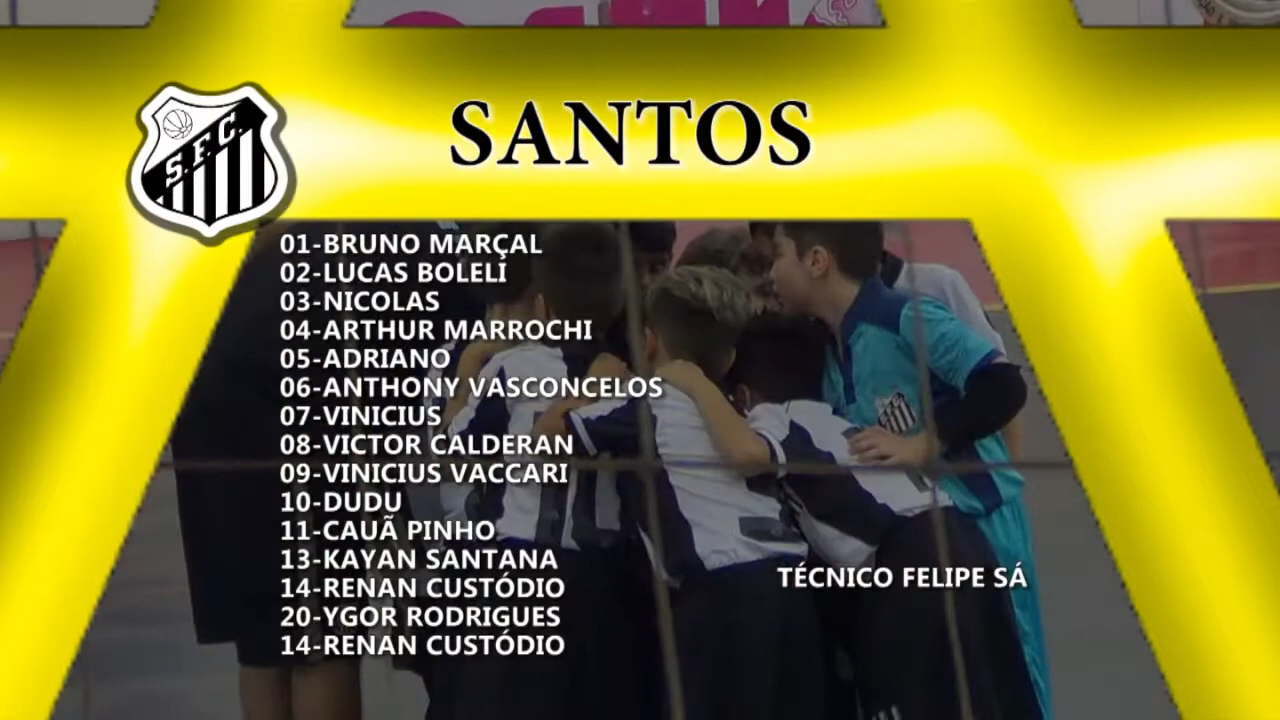 S.F.C.
SANTOS
01-BRUNO MARÇAL
02-LUCAS BOLELI
03-NICOLAS
04-ARTHUR MARROCHI
05-ADRIANO
06-ANTHONY VASCONCELOS
07-VINICIUS
08-VICTOR CALDERAN
09-VINICIUS VACCARI
10-DUDU
11-CAUÃ PINHO
13-KAYAN SANTANA
14-RENAN CUSTÓDIO
20-YGOR RODRIGUES
14-RENAN CUSTÓDIO
TÉCNICO FELIPE SÁ